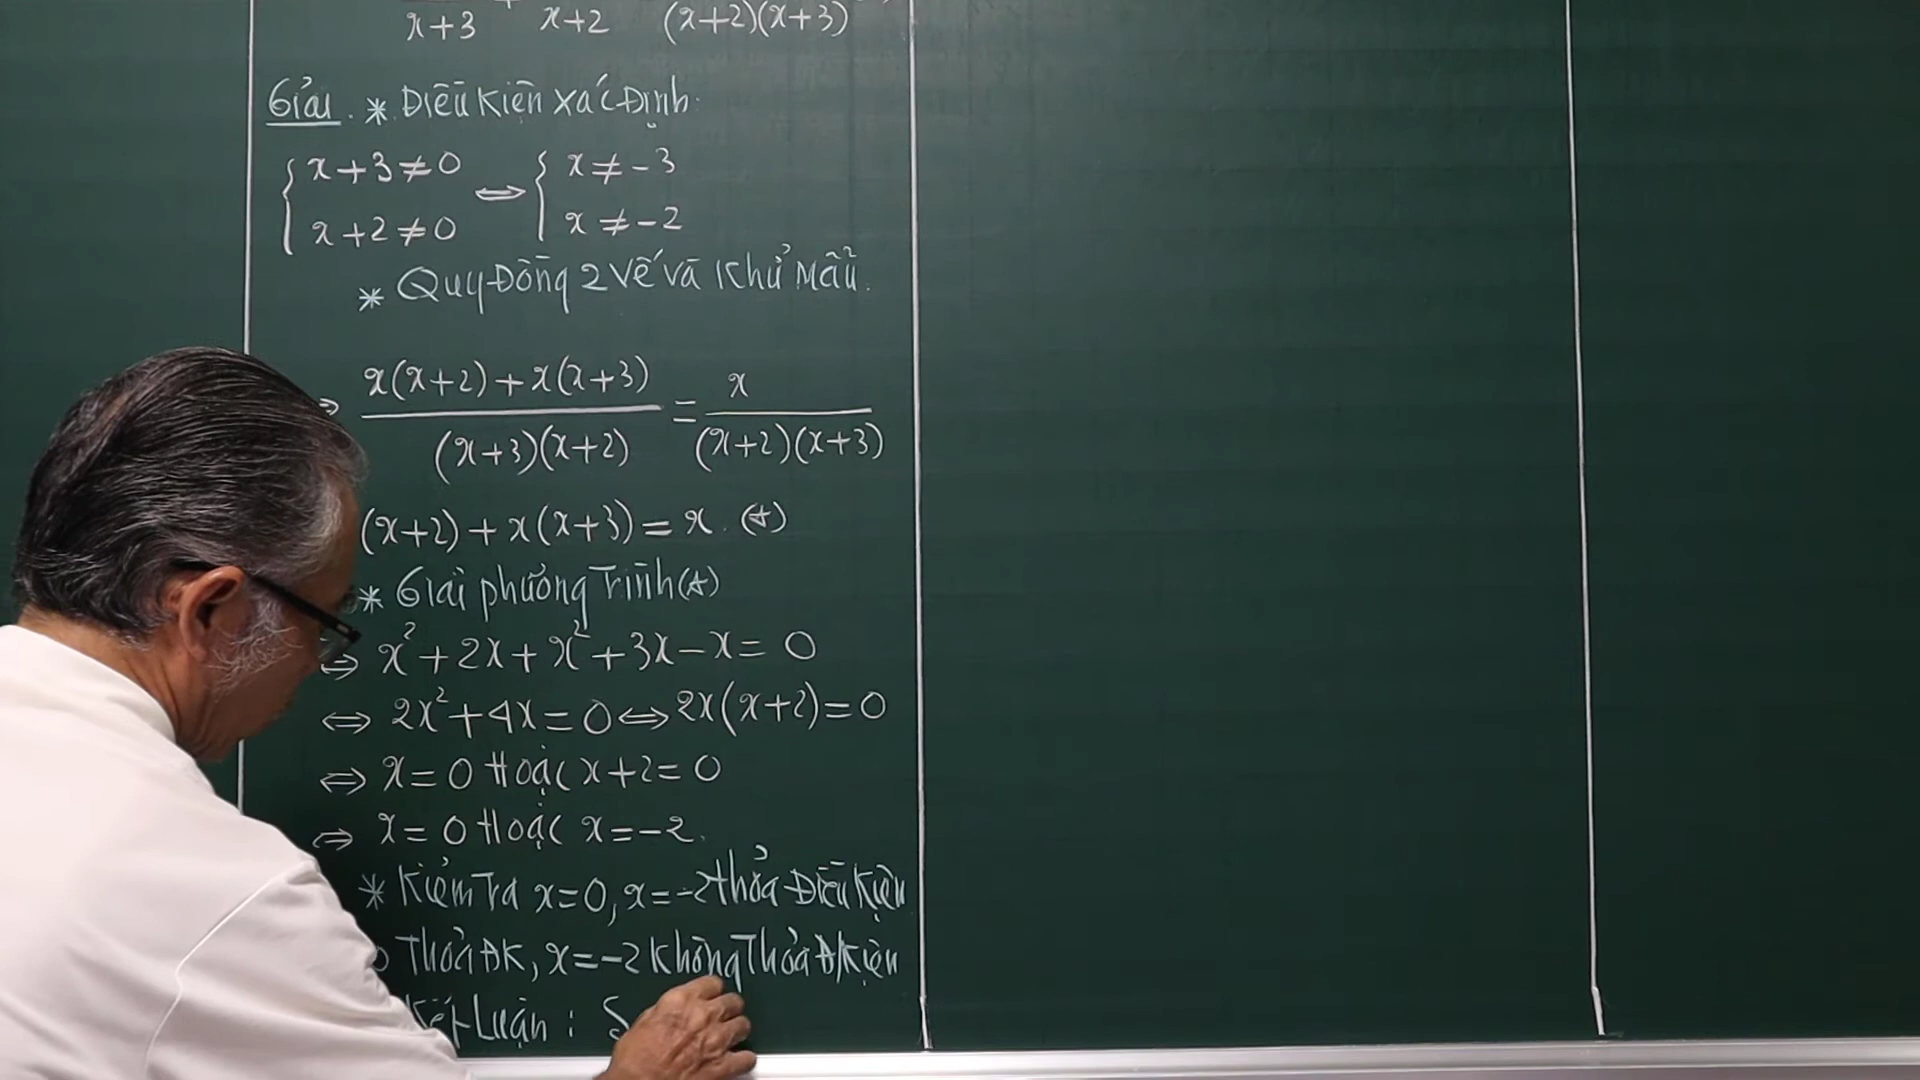 x+3 + x+2 (x+2)(x+3)
Giải. * Điều kiện xác Định:
{ x+3≠0 ⇔ { x≠-3
x+2≠0 x≠-2
* Quy Đồng 2 vế và Khử Mẫu.
⇒ x(x+2)+x(x+3) / (x+3)(x+2) = x / (x+2)(x+3)
(x+2)+x(x+3)=x. (*)
* Giải phương Trình (*)
⇔ x²+2x+x²+3x-x=0
⇔ 2x²+4x=0 ⇔ 2x(x+2)=0
⇔ x=0 Hoặc x+2=0
⇔ x=0 Hoặc x=-2.
* Kiểm Tra x=0, x=-2 thỏa Điều Kiện
Thỏa ĐK, x=-2 Không Thỏa Đ/Kiện
Kết Luận : S